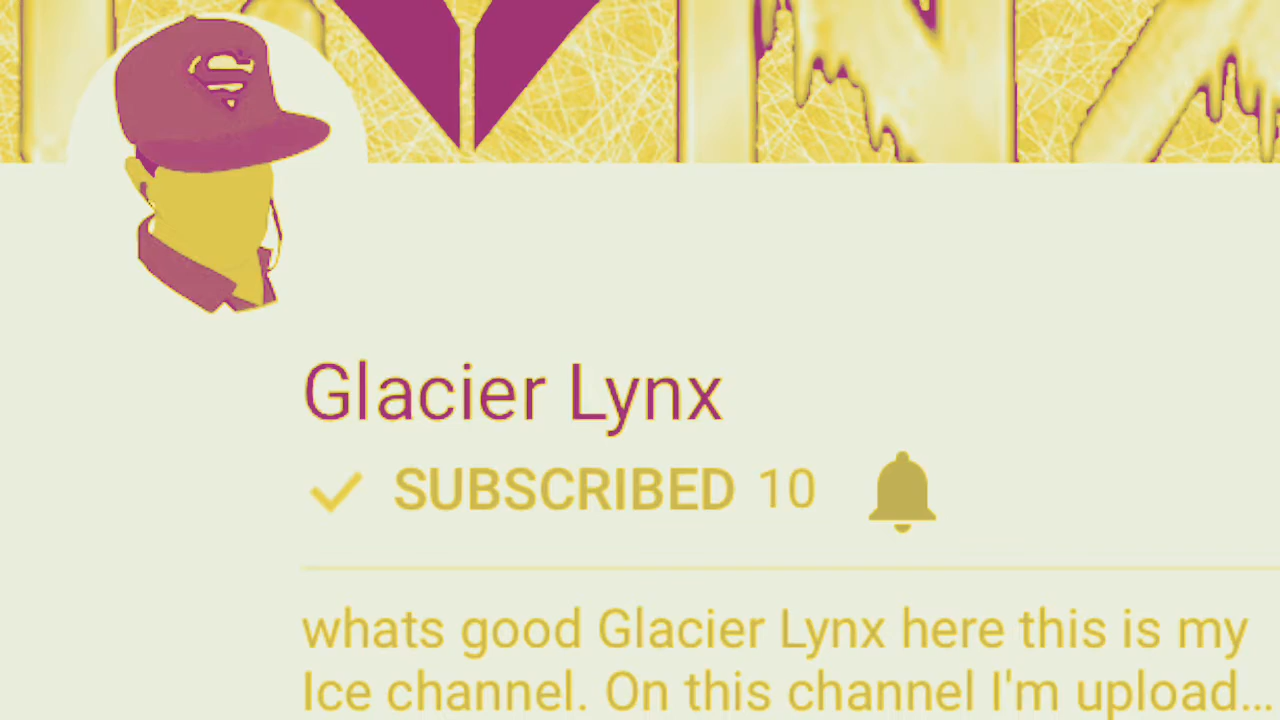 Glacier Lynx
SUBSCRIBED 10
whats good Glacier Lynx here this is my
Ice channel. On this channel I'm upload...